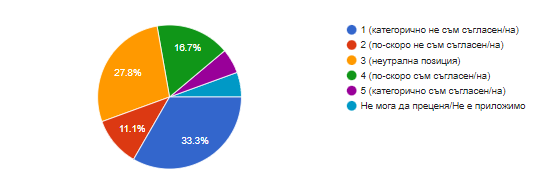 16.7%
27.8%
11.1%
33.3%
1 (категорично не съм съгласен/на)
2 (по-скоро не съм съгласен/на)
3 (неутрална позиция)
4 (по-скоро съм съгласен/на)
5 (категорично съм съгласен/на)
Не мога да преценя/Не е приложимо